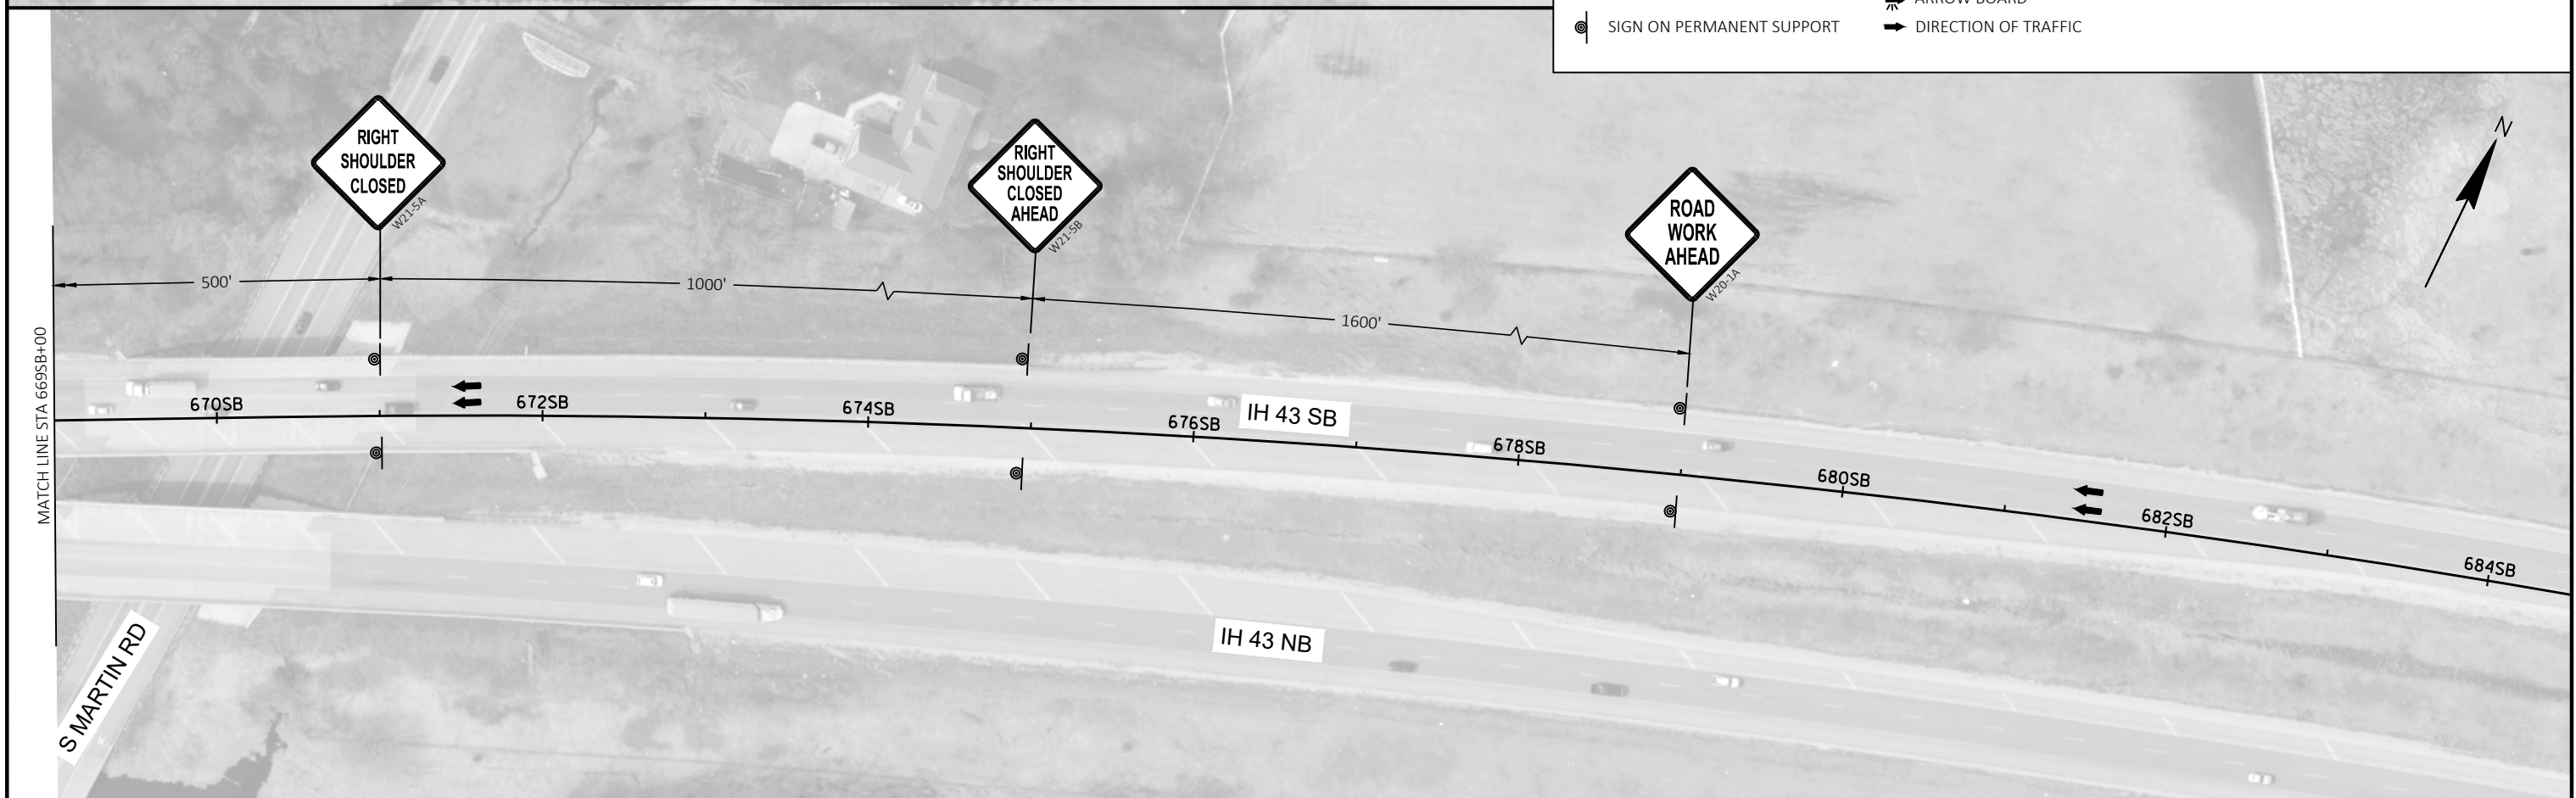 ARROW BOARD
SIGN ON PERMANENT SUPPORT
DIRECTION OF TRAFFIC
N
RIGHT
SHOULDER
CLOSED
W21-5A
RIGHT
SHOULDER
CLOSED
AHEAD
W21-5B
ROAD
WORK
AHEAD
W20-1A
500'
1000'
1600'
MATCH LINE STA 669SB+00
670SB
672SB
674SB
676SB
IH 43 SB
678SB
680SB
682SB
684SB
IH 43 NB
S MARTIN RD